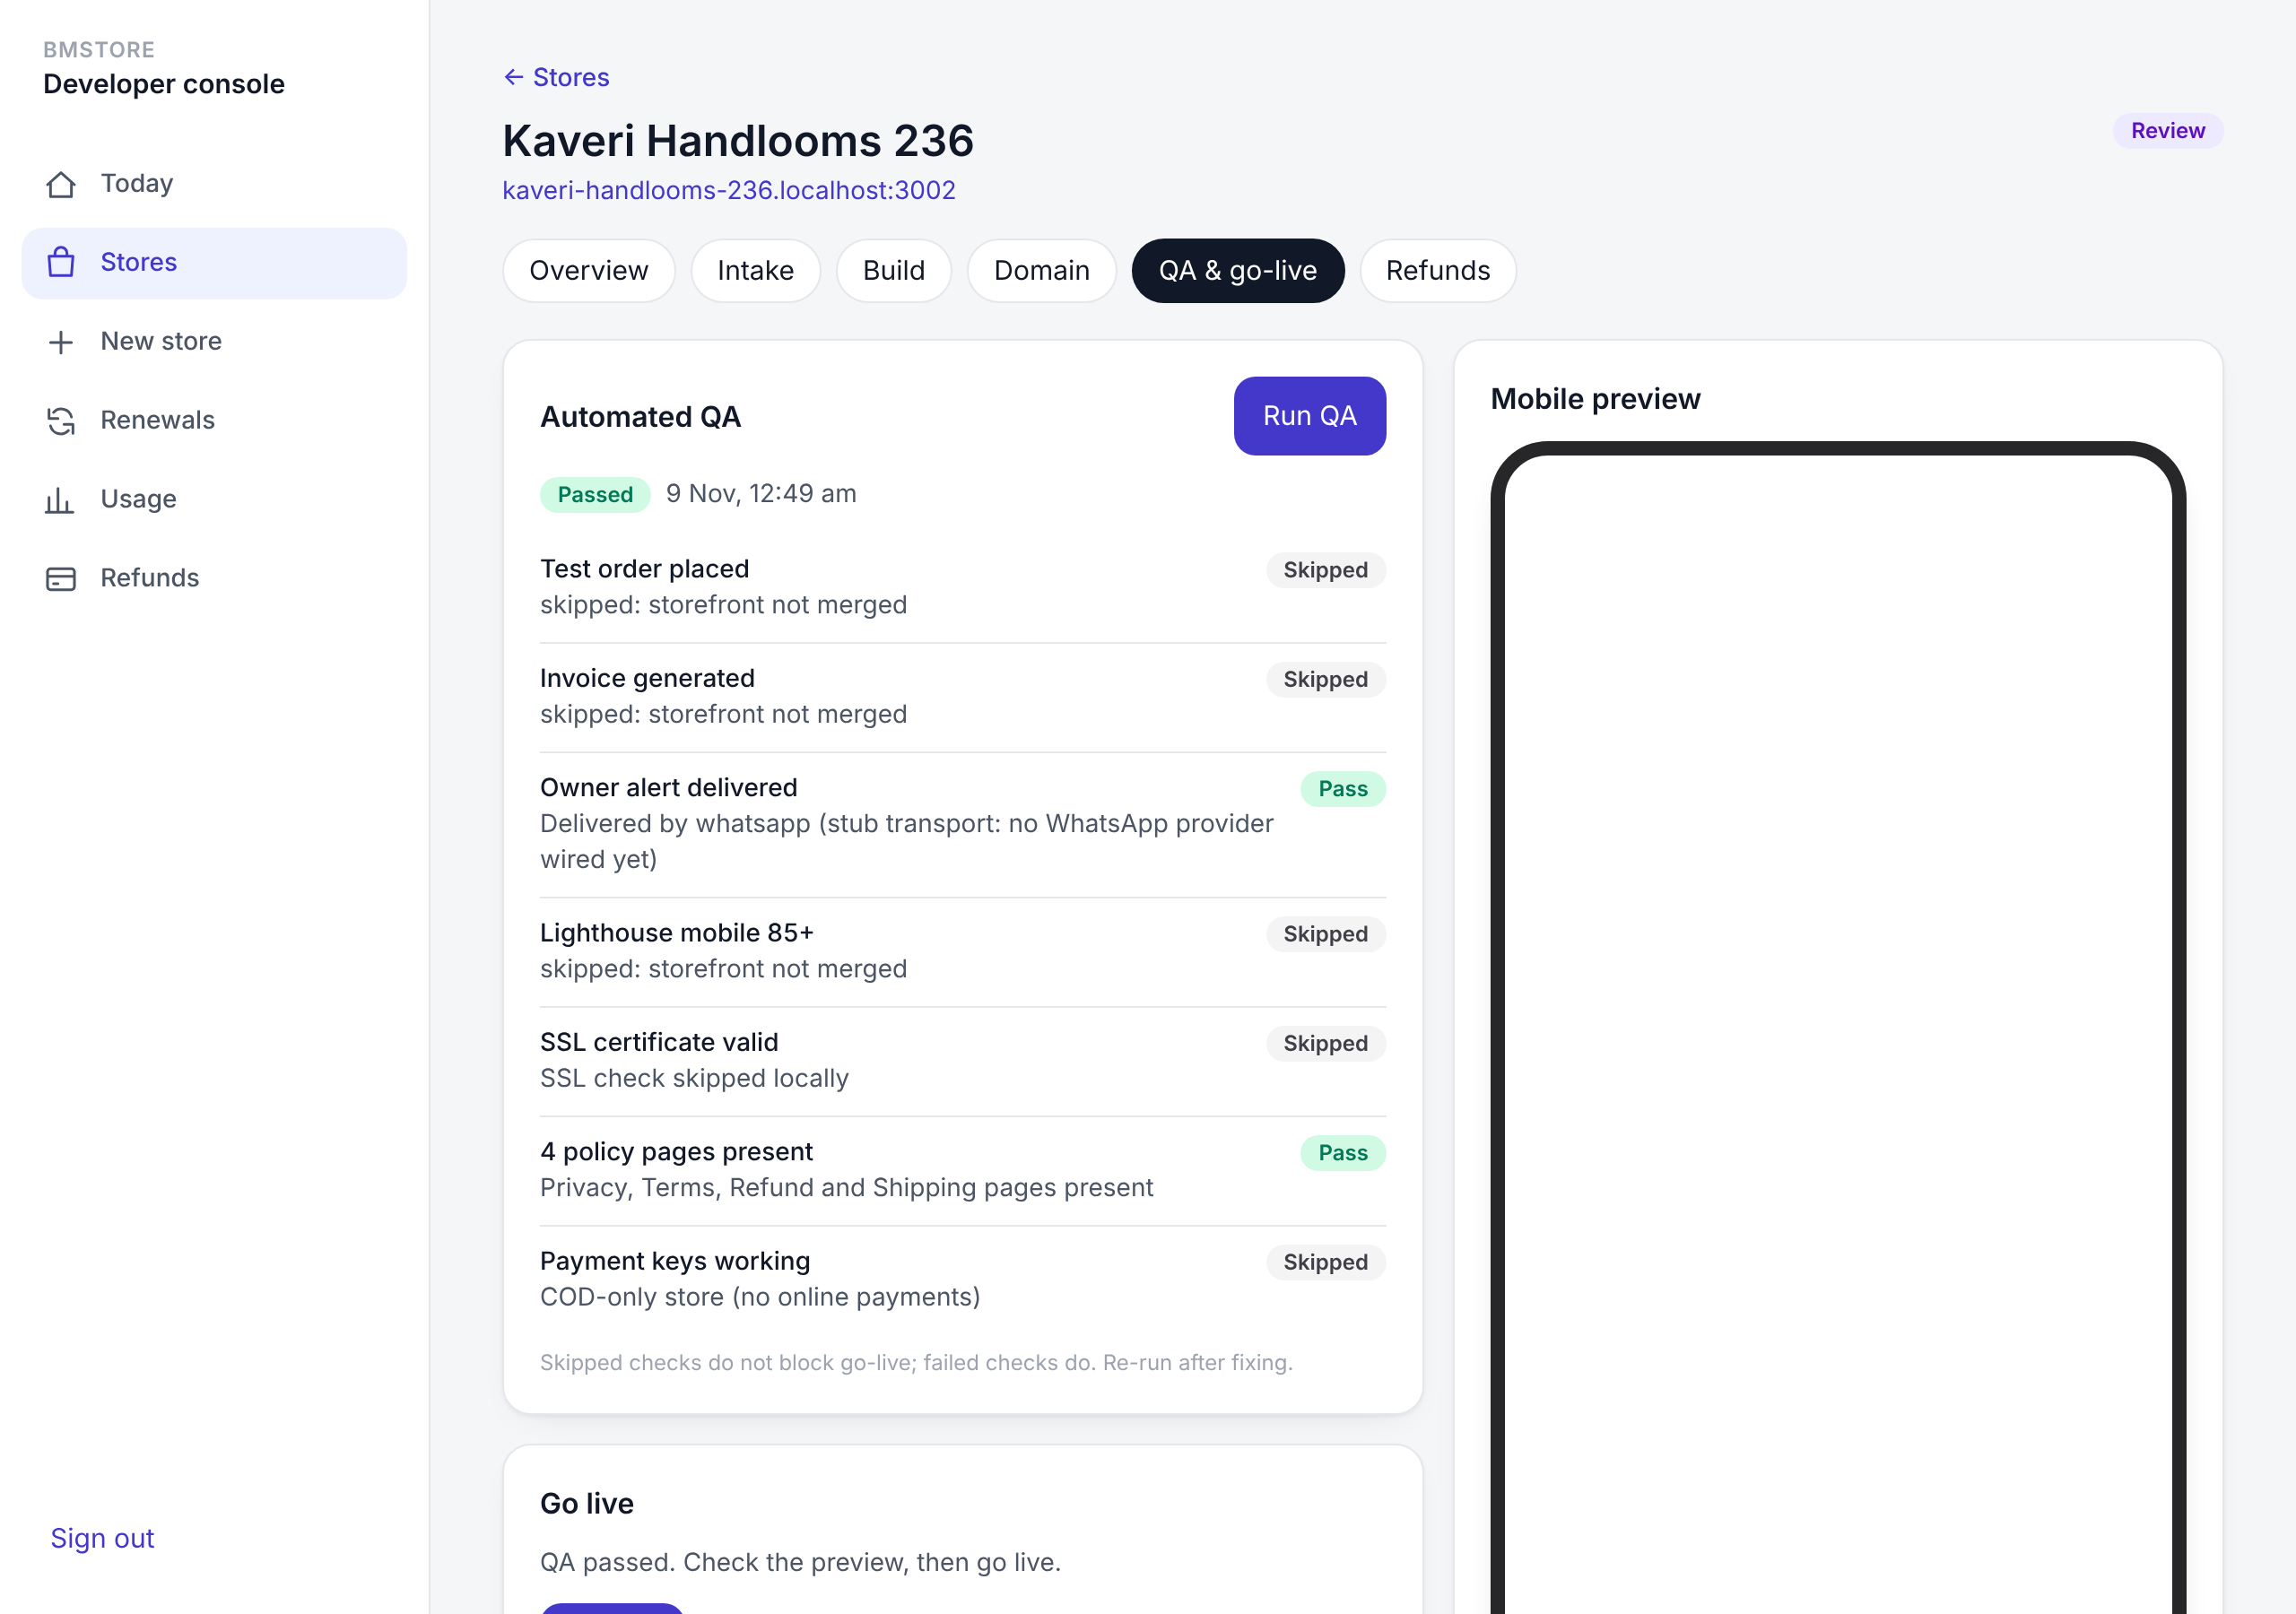 BMSTORE
Developer console
Today
Stores
New store
Renewals
Usage
Refunds
Sign out
← Stores
Kaveri Handlooms 236
Review
kaveri-handlooms-236.localhost:3002
Overview
Intake
Build
Domain
QA & go-live
Refunds
Automated QA
Run QA
Passed
9 Nov, 12:49 am
Test order placed
Skipped
skipped: storefront not merged
Invoice generated
Skipped
skipped: storefront not merged
Owner alert delivered
Pass
Delivered by whatsapp (stub transport: no WhatsApp provider
wired yet)
Lighthouse mobile 85+
Skipped
skipped: storefront not merged
SSL certificate valid
Skipped
SSL check skipped locally
4 policy pages present
Pass
Privacy, Terms, Refund and Shipping pages present
Payment keys working
Skipped
COD-only store (no online payments)
Skipped checks do not block go-live; failed checks do. Re-run after fixing.
Go live
QA passed. Check the preview, then go live.
Mobile preview